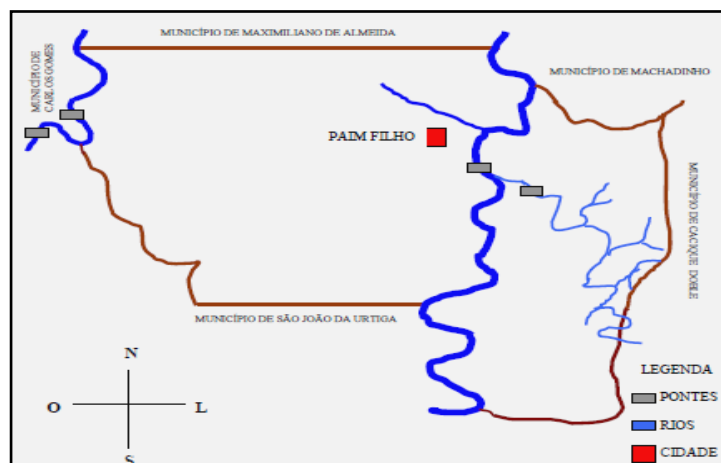 MUNICÍPIO DE MAXIMILIANO DE ALMEIDA
MUNICÍPIO DE
CARLOS GOMES
MUNICÍPIO DE MACHADINHO
PAIM FILHO
MUNICÍPIO DE CACIQUE DOBLE
MUNICÍPIO DE SÃO JOÃO DA URTIGA
N
O
L
S
LEGENDA
PONTES
RIOS
CIDADE